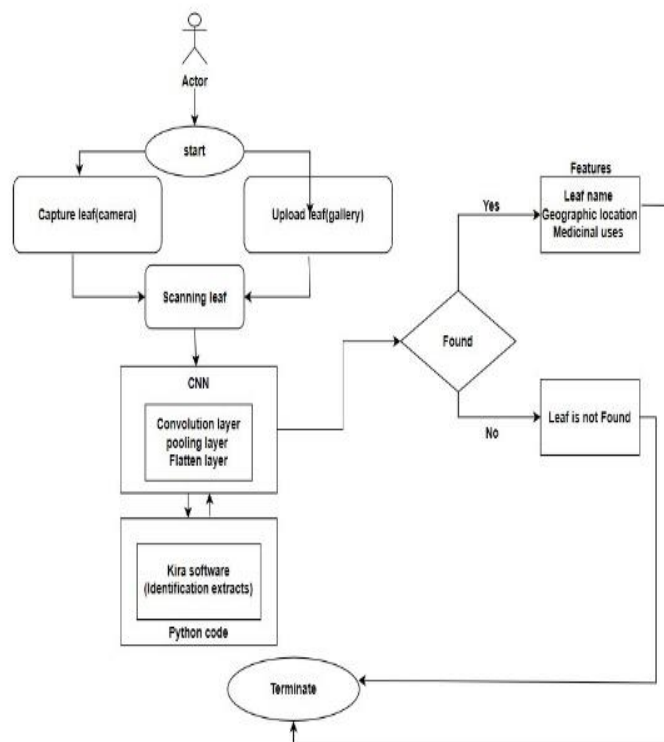 Actor
start
Capture leaf(camera)
Upload leaf(gallery)
Scanning leaf
CNN
Convolution layer
pooling layer
Flatten layer
Kira software
(Identification extracts)
Python code
Found
Yes
Features
Leaf name
Geographic location
Medicinal uses
No
Leaf is not Found
Terminate